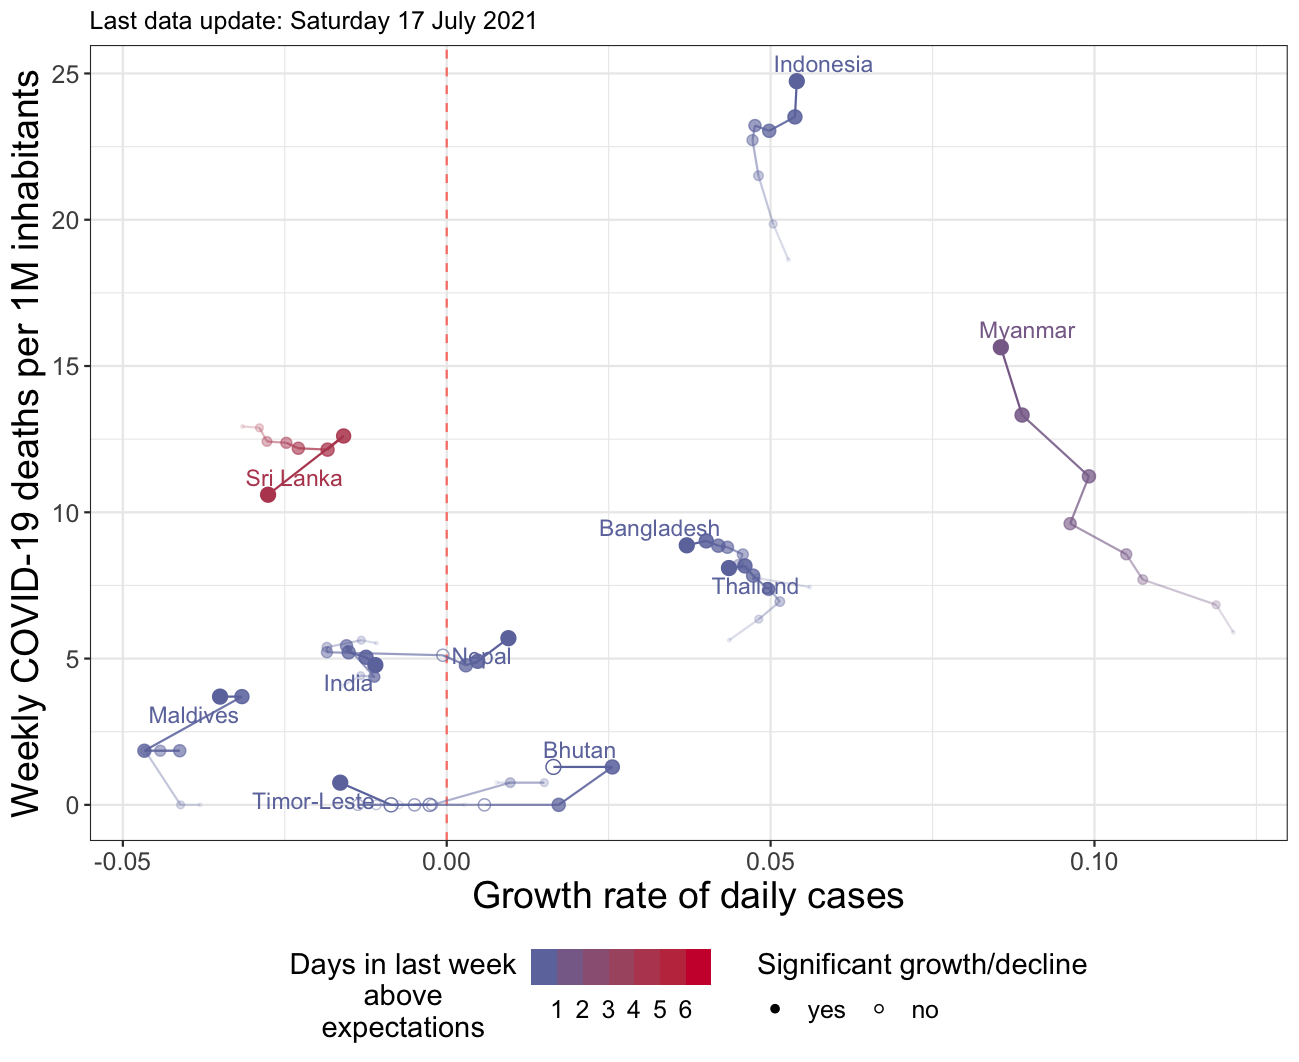 Last data update: Saturday 17 July 2021
Weekly COVID-19 deaths per 1M inhabitants
25
20
15
10
5
0
Indonesia
Myanmar
Sri Lanka
Bangladesh
Thailand
Nepal
India
Maldives
Bhutan
Timor-Leste
-0.05 0.00 0.05 0.10
Growth rate of daily cases
Days in last week
above
expectations
1 2 3 4 5 6
Significant growth/decline
yes no